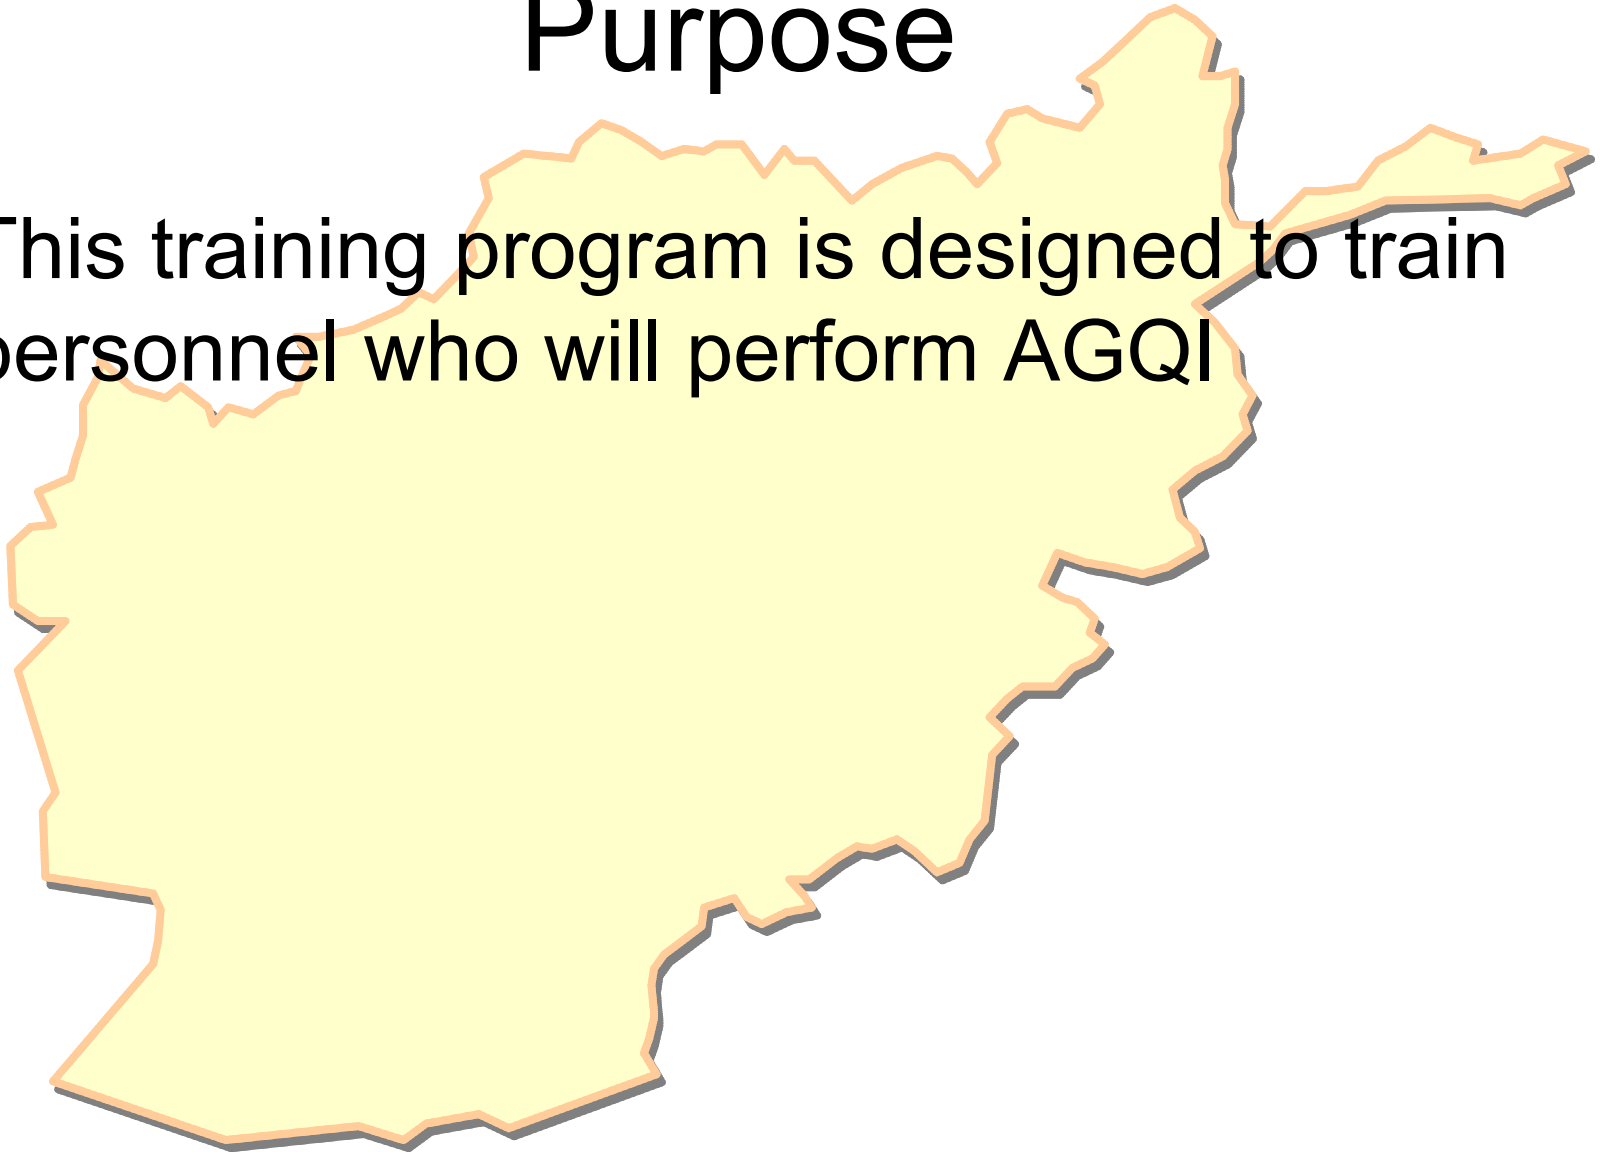 Purpose
This training program is designed to train
personnel who will perform AGQI